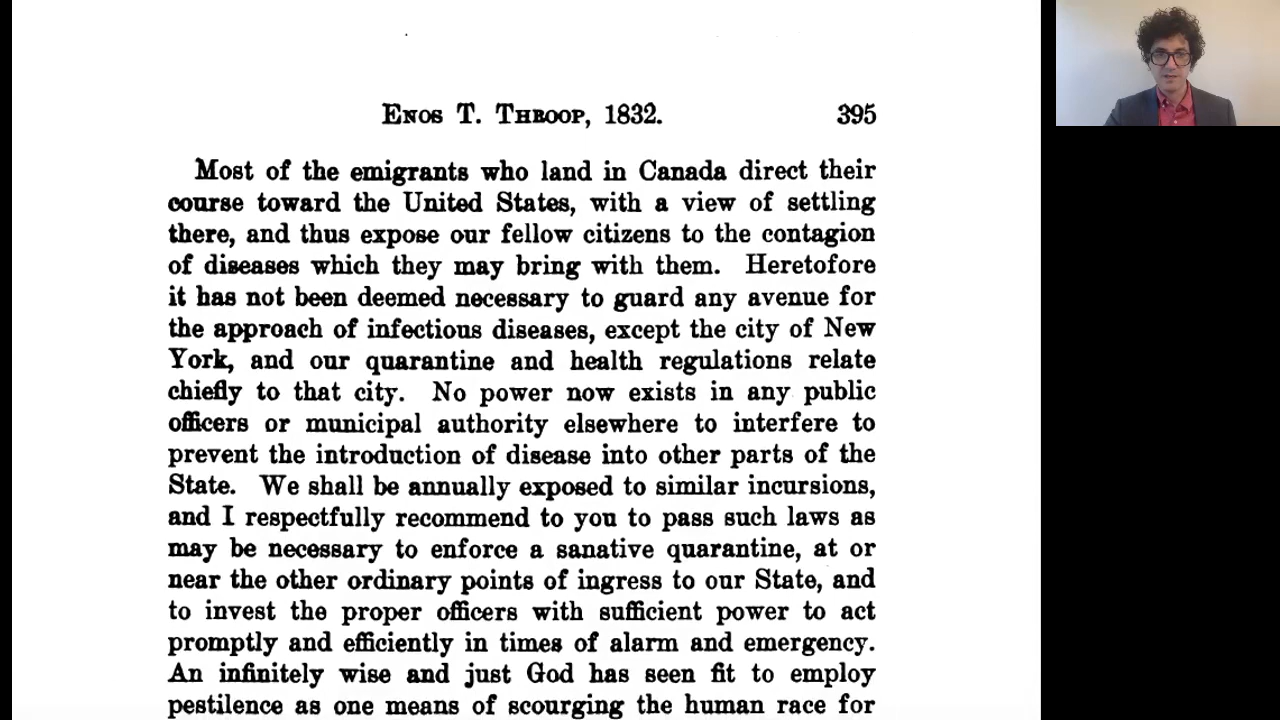 Enos T. Throop, 1832. 395
Most of the emigrants who land in Canada direct their
course toward the United States, with a view of settling
there, and thus expose our fellow citizens to the contagion
of diseases which they may bring with them. Heretofore
it has not been deemed necessary to guard any avenue for
the approach of infectious diseases, except the city of New
York, and our quarantine and health regulations relate
chiefly to that city. No power now exists in any public
officers or municipal authority elsewhere to interfere to
prevent the introduction of disease into other parts of the
State. We shall be annually exposed to similar incursions,
and I respectfully recommend to you to pass such laws as
may be necessary to enforce a sanative quarantine, at or
near the other ordinary points of ingress to our State, and
to invest the proper officers with sufficient power to act
promptly and efficiently in times of alarm and emergency.
An infinitely wise and just God has seen fit to employ
pestilence as one means of scourging the human race for